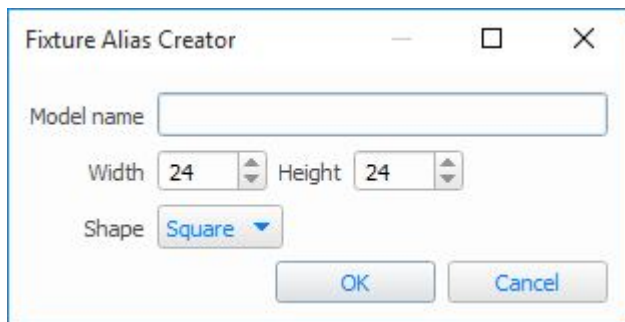 Fixture Alias Creator
Model name
Width 24 Height 24
Shape Square
OK Cancel